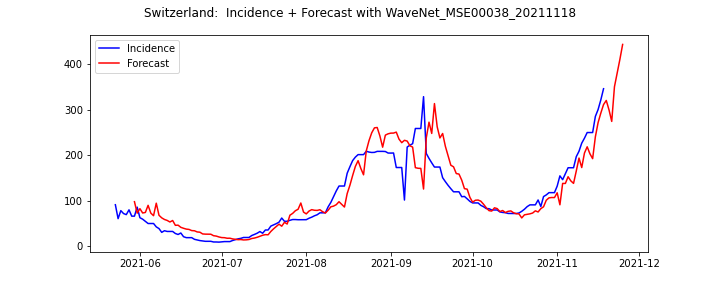 Switzerland:  Incidence + Forecast with WaveNet_MSE00038_20211118
Incidence
Forecast
400
300
200
100
0
2021-06 2021-07 2021-08 2021-09 2021-10 2021-11 2021-12